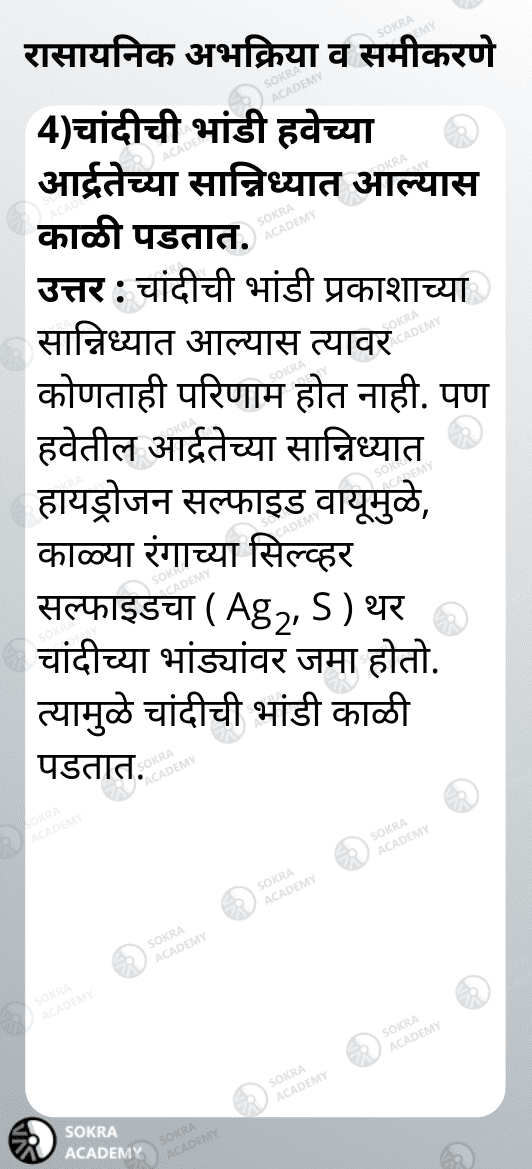 रासायनिक अभक्रिया व समीकरणे
4)चांदीची भांडी हवेच्या
आर्द्रतेच्या सान्निध्यात आल्यास
काळी पडतात.
उत्तर : चांदीची भांडी प्रकाशाच्या
सान्निध्यात आल्यास त्यावर
कोणताही परिणाम होत नाही. पण
हवेतील आर्द्रतेच्या सान्निध्यात
हायड्रोजन सल्फाइड वायूमुळे,
काळ्या रंगाच्या सिल्व्हर
सल्फाइडचा ( Ag₂, S ) थर
चांदीच्या भांड्यांवर जमा होतो.
त्यामुळे चांदीची भांडी काळी
पडतात.
SOKRA
ACADEMY